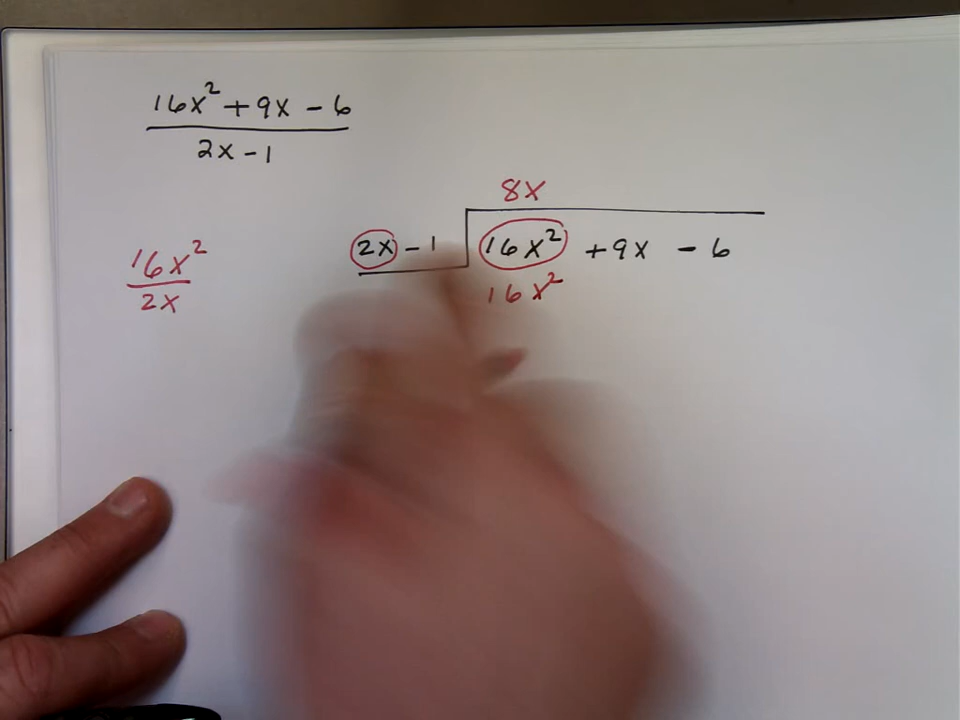 16x² + 9x - 6
2x - 1
8x
2x - 1 16x² + 9x - 6
16x²
16x²
2x